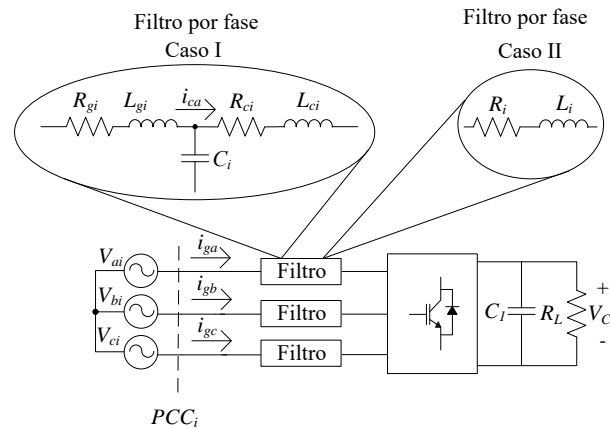 Filtro por fase
Caso I
Filtro por fase
Caso II
R_gi L_gi i_ca R_ci L_ci
C_i
R_i L_i
V_ai i_ga Filtro
V_bi i_gb Filtro
V_ci i_gc Filtro
C_1 R_L + V_C -
PCC_i